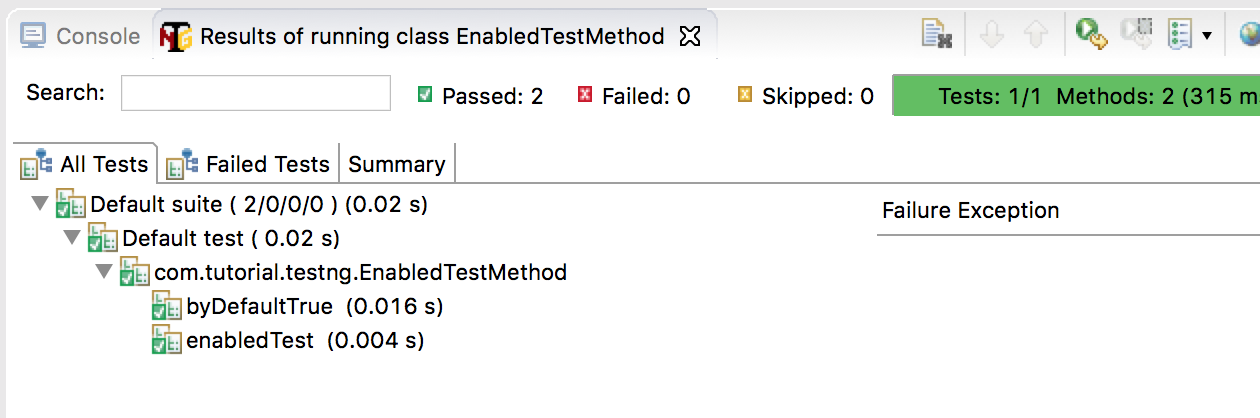 Console
Results of running class EnabledTestMethod
Search:
Passed: 2
Failed: 0
Skipped: 0
Tests: 1/1 Methods: 2 (315 m
All Tests
Failed Tests
Summary
Default suite ( 2/0/0/0 ) (0.02 s)
Default test ( 0.02 s)
com.tutorial.testng.EnabledTestMethod
byDefaultTrue (0.016 s)
enabledTest (0.004 s)
Failure Exception